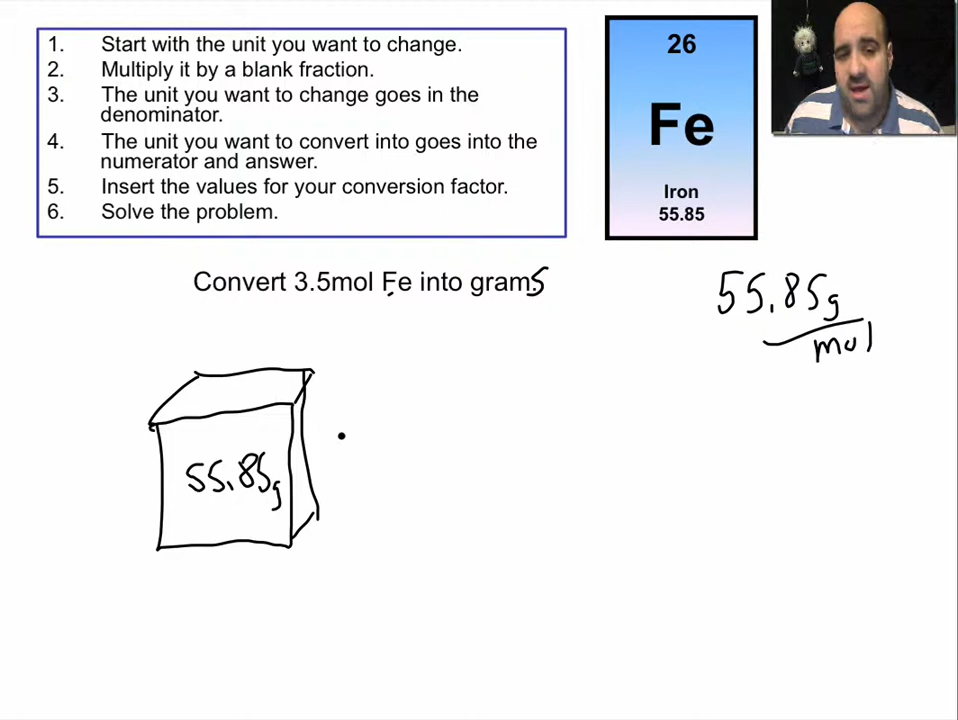 1. Start with the unit you want to change.
2. Multiply it by a blank fraction.
3. The unit you want to change goes in the
denominator.
4. The unit you want to convert into goes into the
numerator and answer.
5. Insert the values for your conversion factor.
6. Solve the problem.
26
Fe
Iron
55.85
Convert 3.5mol Fe into grams
55.85g
mol
55.85g